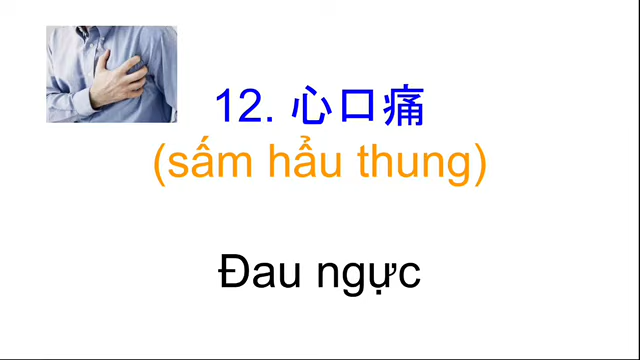 12. 心口痛
(sấm hẩu thung)
Đau ngực